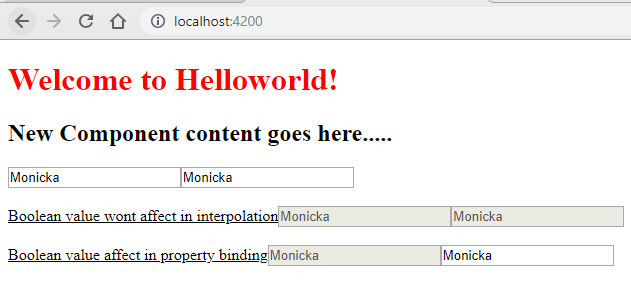 localhost:4200
Welcome to Helloworld!
New Component content goes here.....
Monicka Monicka
Boolean value wont affect in interpolation Monicka Monicka
Boolean value affect in property binding Monicka Monicka